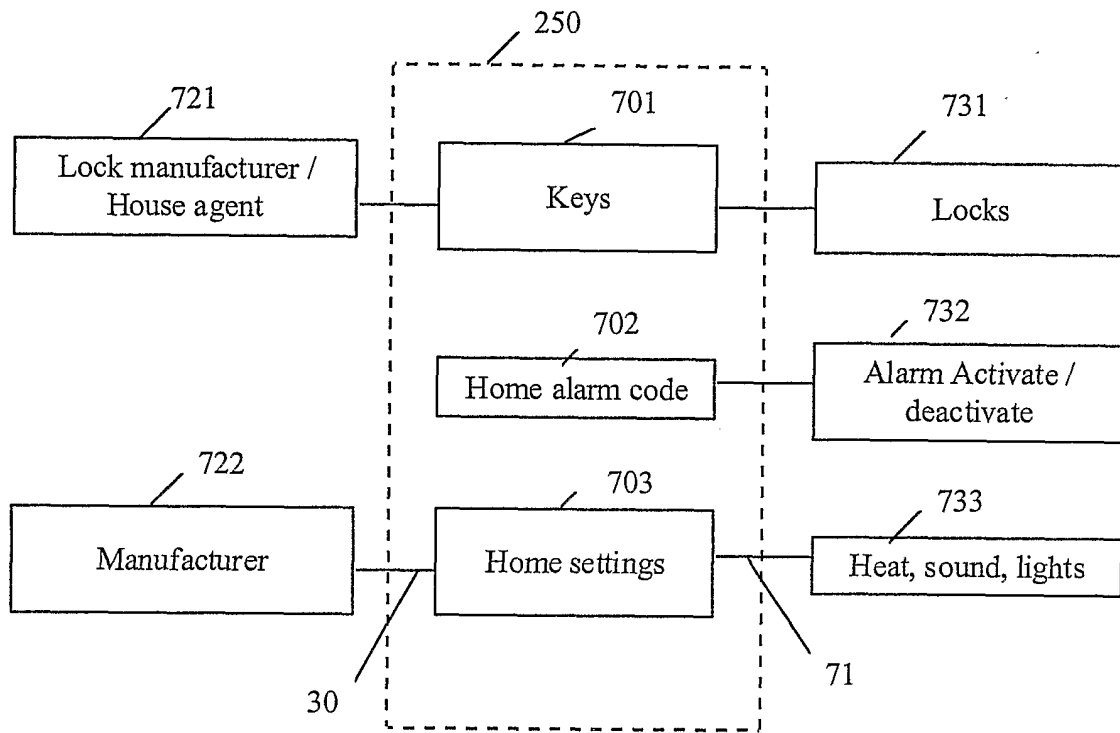 250
721
701
731
Lock manufacturer /
House agent
Keys
Locks
702
732
Home alarm code
Alarm Activate /
deactivate
722
703
733
Manufacturer
Home settings
Heat, sound, lights
30
71